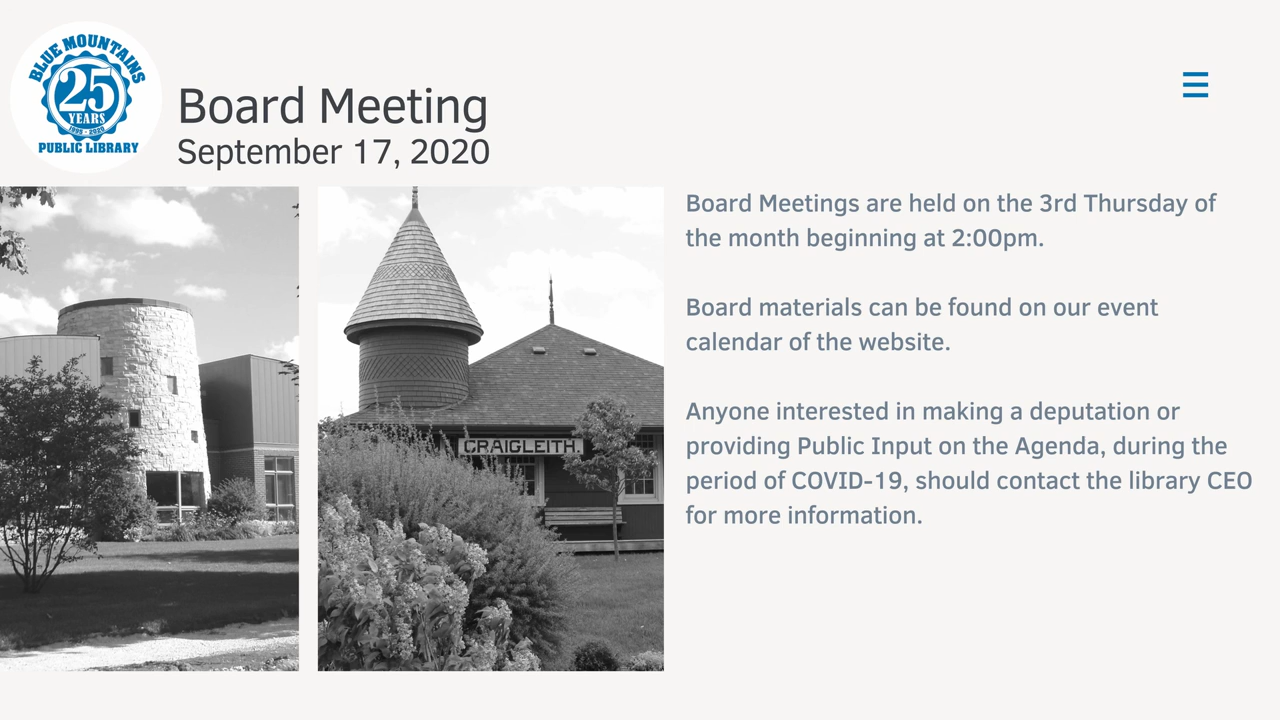 BLUE MOUNTAINS
25
YEARS
1995 - 2020
PUBLIC LIBRARY
Board Meeting
September 17, 2020
CRAIGLEITH.
Board Meetings are held on the 3rd Thursday of
the month beginning at 2:00pm.
Board materials can be found on our event
calendar of the website.
Anyone interested in making a deputation or
providing Public Input on the Agenda, during the
period of COVID-19, should contact the library CEO
for more information.